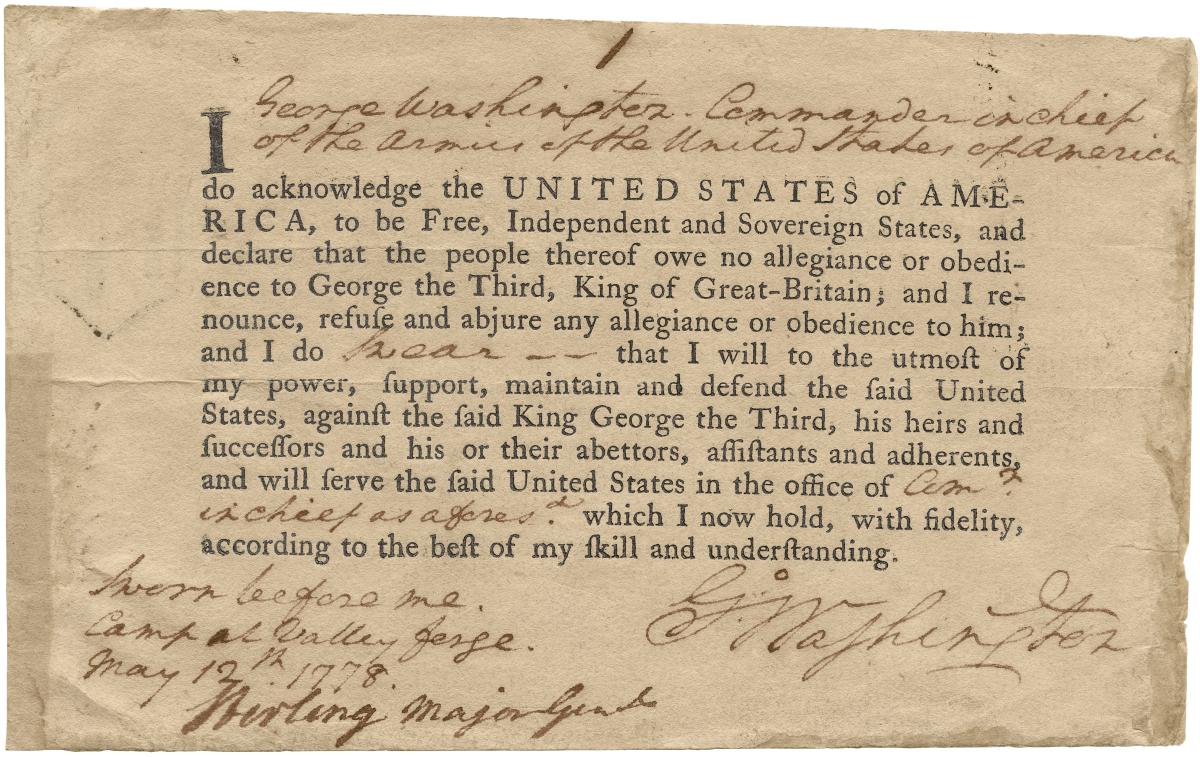 1
George Washington. Commander in chief
of the Armies of the United States of America
I
do acknowledge the UNITED STATES of AME-
RICA, to be Free, Independent and Sovereign States, and
declare that the people thereof owe no allegiance or obedi-
ence to George the Third, King of Great-Britain; and I re-
nounce, refuſe and abjure any allegiance or obedience to him;
and I do Swear -- that I will to the utmoſt of
my power, ſupport, maintain and defend the ſaid United
States, againſt the ſaid King George the Third, his heirs and
ſucceſſors and his or their abettors, aſſiſtants and adherents,
and will ſerve the ſaid United States in the office of Comr.
in chief as afores.d which I now hold, with fidelity,
according to the beſt of my ſkill and underſtanding.
Sworn before me.
Camp at Valley forge.
May 12th. 1778.
Stirling Major Genl
Go: Waſhington